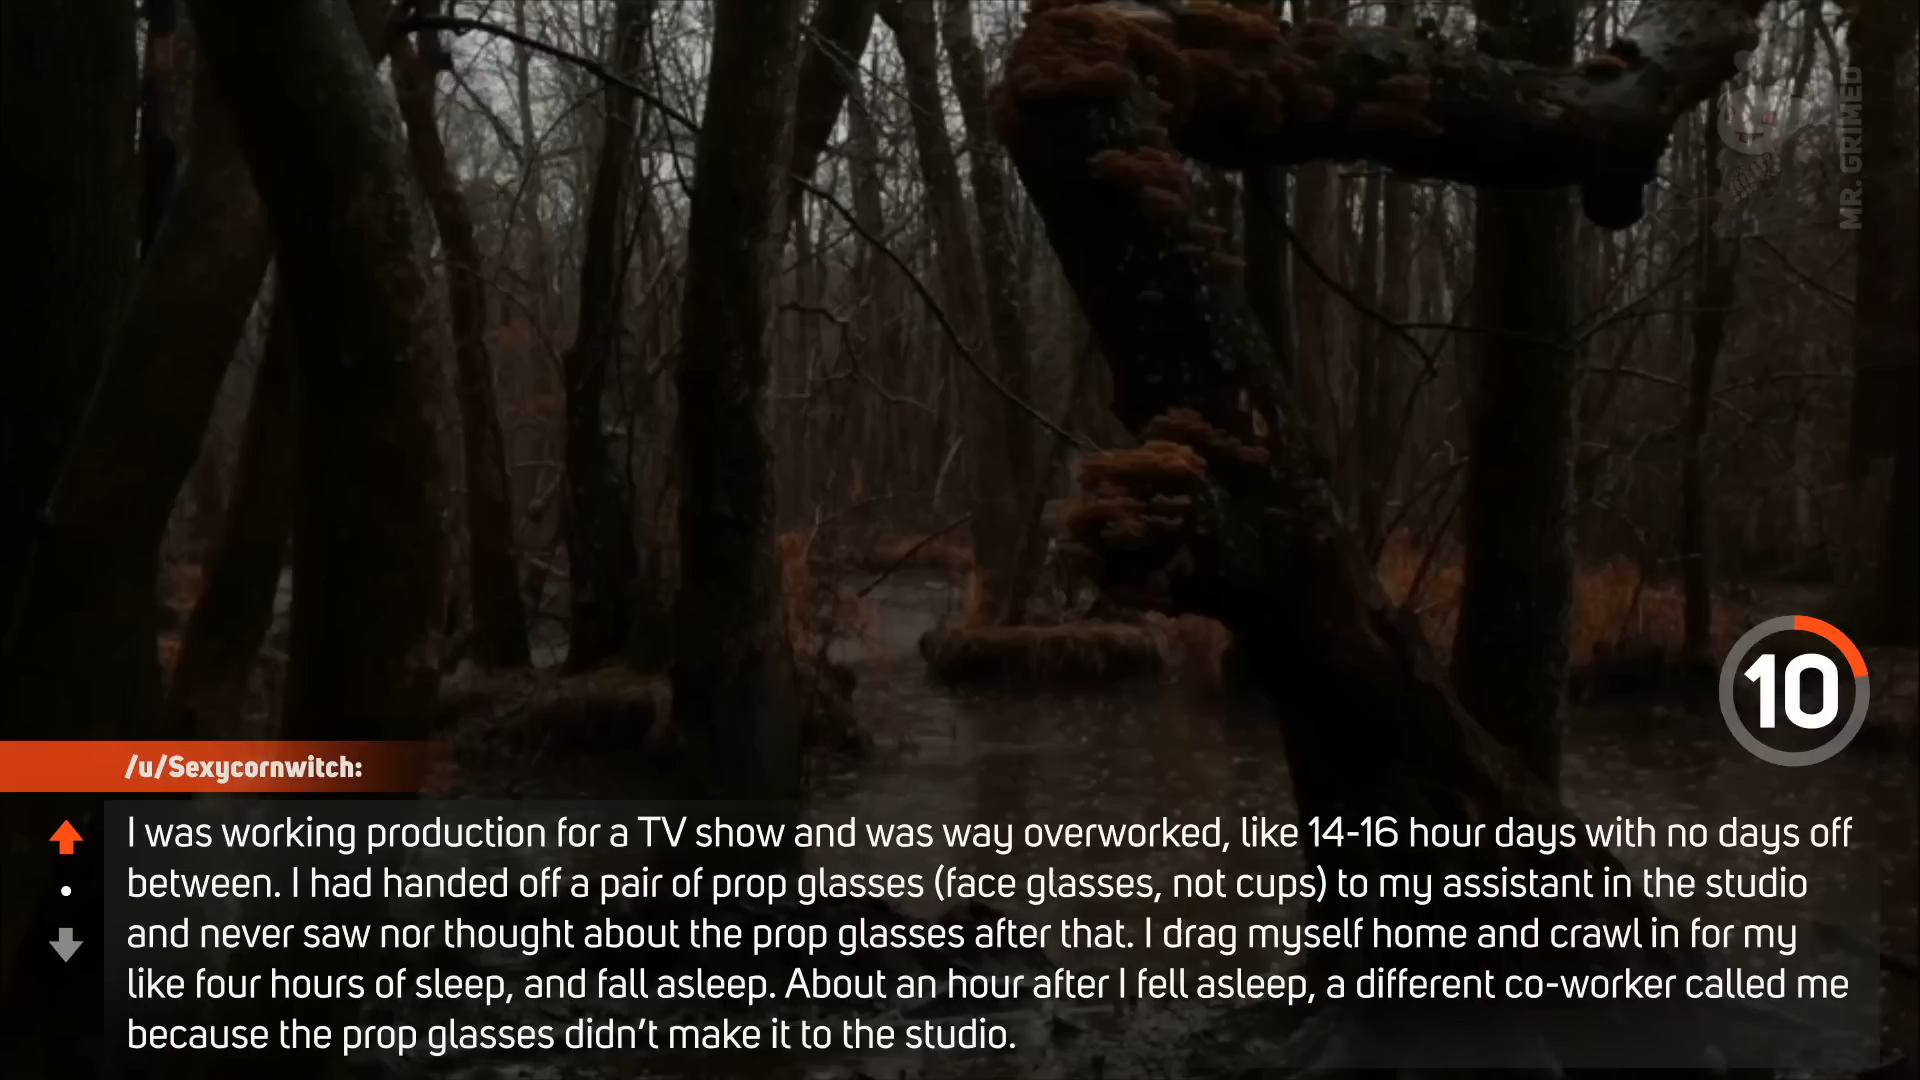 MR. GRIMED
10
/u/Sexycornwitch:
I was working production for a TV show and was way overworked, like 14-16 hour days with no days off
between. I had handed off a pair of prop glasses (face glasses, not cups) to my assistant in the studio
and never saw nor thought about the prop glasses after that. I drag myself home and crawl in for my
like four hours of sleep, and fall asleep. About an hour after I fell asleep, a different co-worker called me
because the prop glasses didn’t make it to the studio.